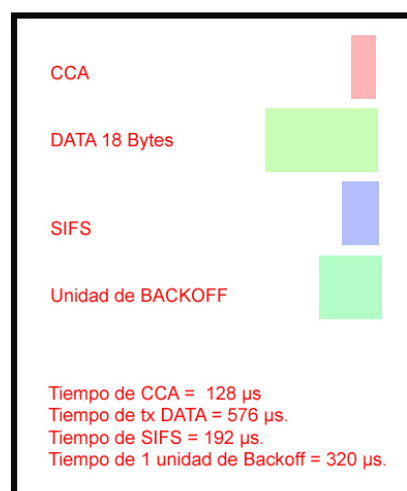 CCA
DATA 18 Bytes
SIFS
Unidad de BACKOFF
Tiempo de CCA =  128 µs
Tiempo de tx DATA = 576 µs.
Tiempo de SIFS = 192 µs.
Tiempo de 1 unidad de Backoff = 320 µs.